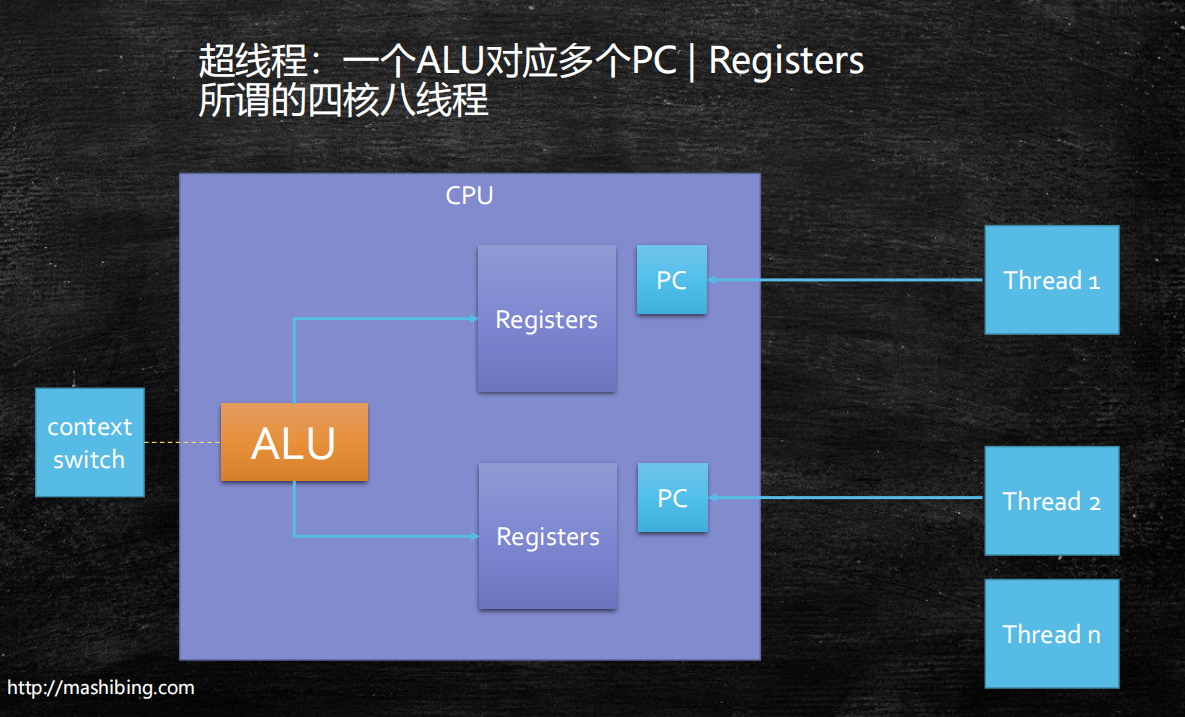 超线程：一个ALU对应多个PC | Registers
所谓的四核八线程
CPU
Registers
PC
Thread 1
context
switch
ALU
Registers
PC
Thread 2
Thread n
http://mashibing.com